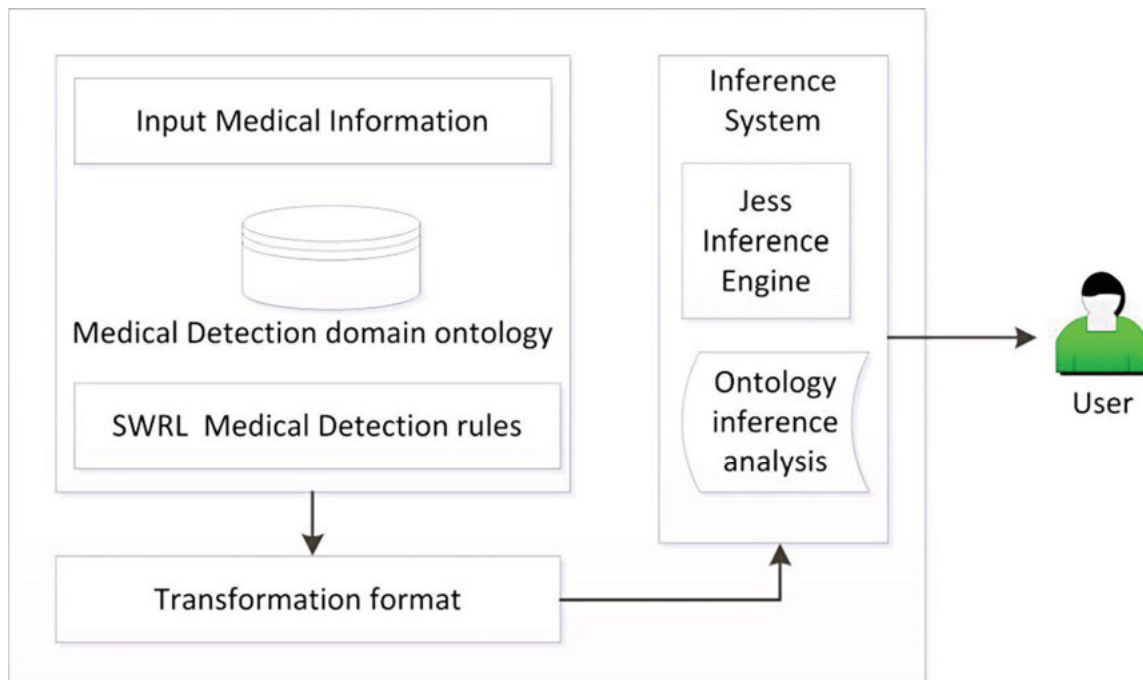 Input Medical Information
Medical Detection domain ontology
SWRL Medical Detection rules
Transformation format
Inference
System
Jess
Inference
Engine
Ontology
inference
analysis
User